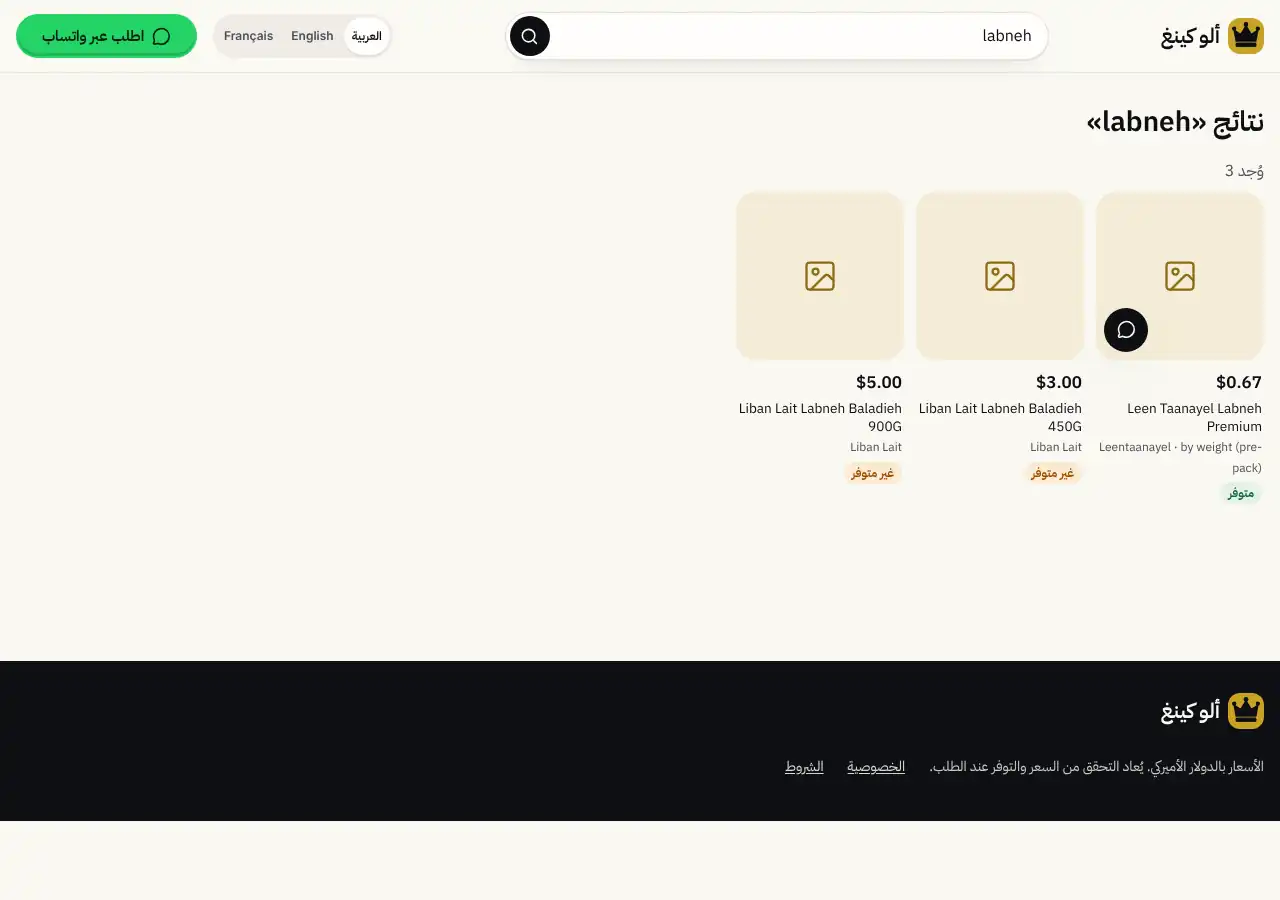 ألو كينغ
labneh
العربية
English
Français
اطلب عبر واتساب
نتائج «labneh»
وُجد 3
$0.67
Leen Taanayel Labneh
Premium
Leentaanayel · by weight (pre-
pack)
متوفر
$3.00
Liban Lait Labneh Baladieh
450G
Liban Lait
غير متوفر
$5.00
Liban Lait Labneh Baladieh
900G
Liban Lait
غير متوفر
ألو كينغ
الأسعار بالدولار الأميركي. يُعاد التحقق من السعر والتوفر عند الطلب.
الخصوصية
الشروط